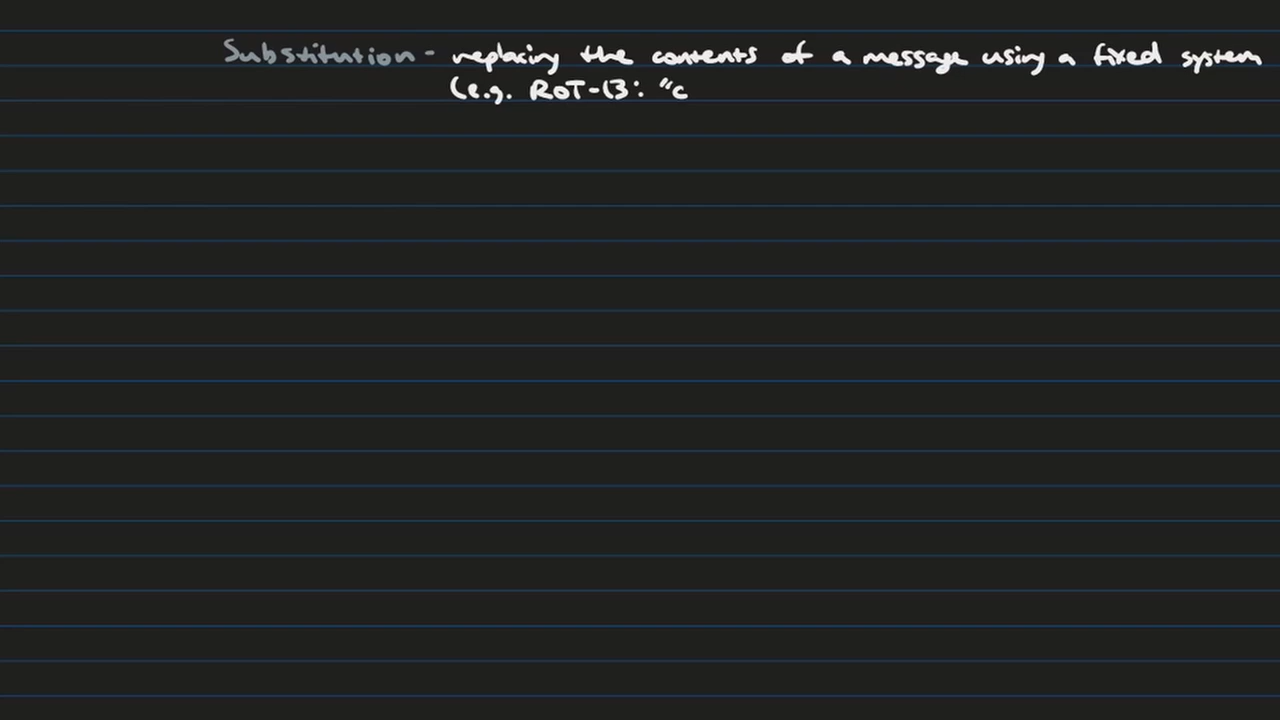 Substitution - replacing the contents of a message using a fixed system
(e.g. ROT-13: "c